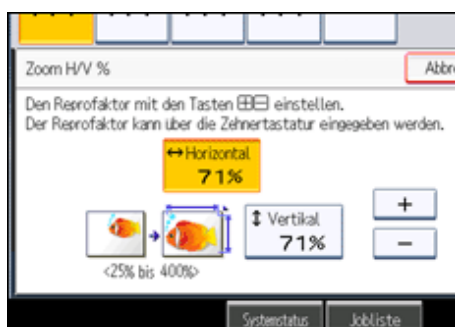 Zoom H/V %
Abbre
Den Reprofaktor mit den Tasten ⊞⊟ einstellen.
Der Reprofaktor kann über die Zehnertastatur eingegeben werden.
↔Horizontal
71%
↕ Vertikal
71%
+
−
<25% bis 400%>
Systemstatus
Jobliste